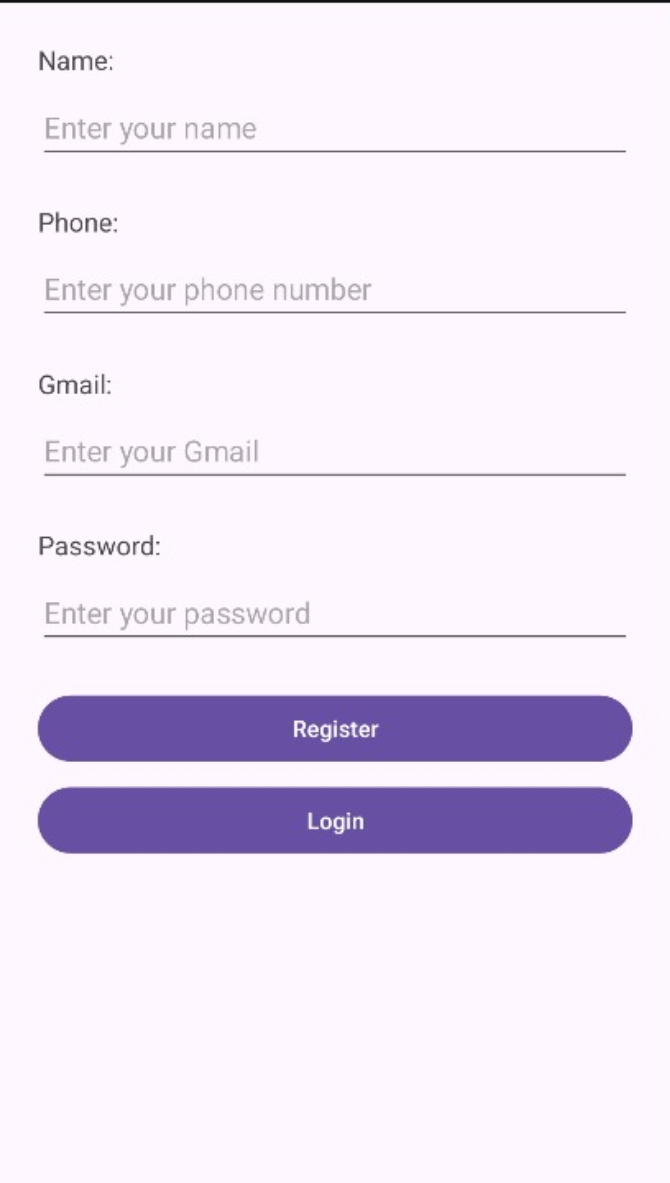 Name:
Enter your name
Phone:
Enter your phone number
Gmail:
Enter your Gmail
Password:
Enter your password
Register
Login